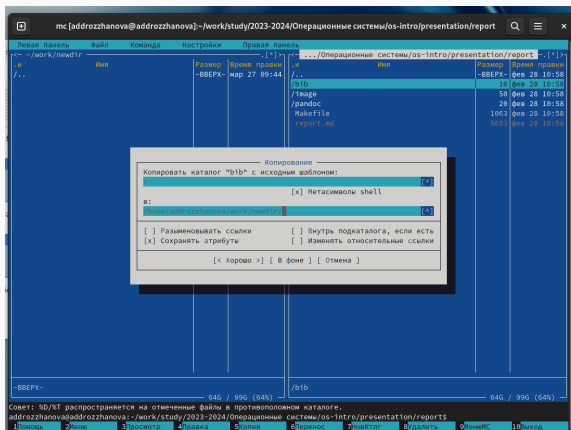 mc [addrozzhanova@addrozzhanova]:~/work/study/2023-2024/Операционные системы/os-intro/presentation/report
Левая панель Файл Команда Настройки Правая панель
<- ~/work/newdir .[^]> <- .../Операционные системы/os-intro/presentation/report .[^]>
.и Имя Размер Время правки .и Имя Размер Время правки
/.. -ВВЕРХ- мар 27 09:44 /.. -ВВЕРХ- фев 28 10:58
/bib 16 фев 28 10:58
/image 50 фев 28 10:58
/pandoc 20 фев 28 10:58
Makefile 1063 фев 28 10:58
report.md 5652 фев 28 10:58
Копирование
Копировать каталог "bib" с исходным шаблоном:
* [^]
[x] Метасимволы shell
в:
/home/addrozzhanova/work/newdir/ [^]
[ ] Разыменовывать ссылки [ ] Внутрь подкаталога, если есть
[x] Сохранять атрибуты [ ] Изменять относительные ссылки
[< Хорошо >] [ В фоне ] [ Отмена ]
-ВВЕРХ- /bib
64G / 99G (64%) 64G / 99G (64%)
Совет: %D/%T распространяется на отмеченные файлы в противоположном каталоге.
addrozzhanova@addrozzhanova:~/work/study/2023-2024/Операционные системы/os-intro/presentation/report$
1Помощь 2Меню 3Просмотр 4Правка 5Копия 6Перенос 7НовКтлг 8Удалить 9МенюМС 10Выход